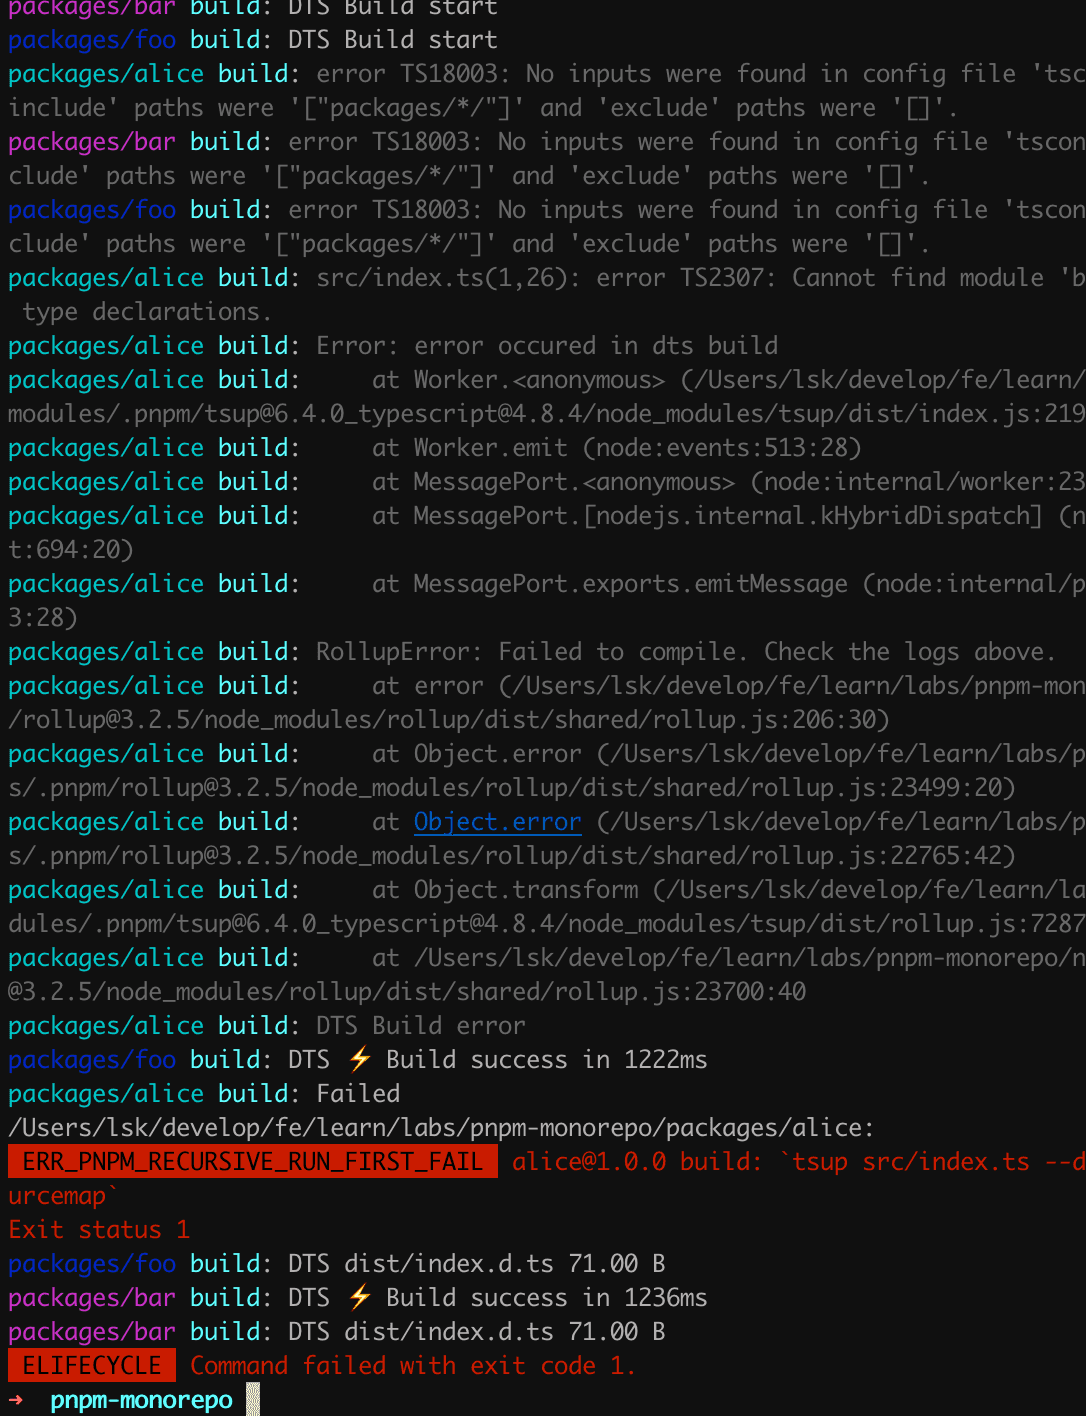 packages/bar build: DTS Build start
packages/foo build: DTS Build start
packages/alice build: error TS18003: No inputs were found in config file 'tsc
include' paths were '["packages/*/"]' and 'exclude' paths were '[]'.
packages/bar build: error TS18003: No inputs were found in config file 'tscon
clude' paths were '["packages/*/"]' and 'exclude' paths were '[]'.
packages/foo build: error TS18003: No inputs were found in config file 'tscon
clude' paths were '["packages/*/"]' and 'exclude' paths were '[]'.
packages/alice build: src/index.ts(1,26): error TS2307: Cannot find module 'b
 type declarations.
packages/alice build: Error: error occured in dts build
packages/alice build:     at Worker.<anonymous> (/Users/lsk/develop/fe/learn/
modules/.pnpm/tsup@6.4.0_typescript@4.8.4/node_modules/tsup/dist/index.js:219
packages/alice build:     at Worker.emit (node:events:513:28)
packages/alice build:     at MessagePort.<anonymous> (node:internal/worker:23
packages/alice build:     at MessagePort.[nodejs.internal.kHybridDispatch] (n
t:694:20)
packages/alice build:     at MessagePort.exports.emitMessage (node:internal/p
3:28)
packages/alice build: RollupError: Failed to compile. Check the logs above.
packages/alice build:     at error (/Users/lsk/develop/fe/learn/labs/pnpm-mon
/rollup@3.2.5/node_modules/rollup/dist/shared/rollup.js:206:30)
packages/alice build:     at Object.error (/Users/lsk/develop/fe/learn/labs/p
s/.pnpm/rollup@3.2.5/node_modules/rollup/dist/shared/rollup.js:23499:20)
packages/alice build:     at Object.error (/Users/lsk/develop/fe/learn/labs/p
s/.pnpm/rollup@3.2.5/node_modules/rollup/dist/shared/rollup.js:22765:42)
packages/alice build:     at Object.transform (/Users/lsk/develop/fe/learn/la
dules/.pnpm/tsup@6.4.0_typescript@4.8.4/node_modules/tsup/dist/rollup.js:7287
packages/alice build:     at /Users/lsk/develop/fe/learn/labs/pnpm-monorepo/n
@3.2.5/node_modules/rollup/dist/shared/rollup.js:23700:40
packages/alice build: DTS Build error
packages/foo build: DTS ⚡ Build success in 1222ms
packages/alice build: Failed
/Users/lsk/develop/fe/learn/labs/pnpm-monorepo/packages/alice:
 ERR_PNPM_RECURSIVE_RUN_FIRST_FAIL  alice@1.0.0 build: `tsup src/index.ts --d
urcemap`
Exit status 1
packages/foo build: DTS dist/index.d.ts 71.00 B
packages/bar build: DTS ⚡ Build success in 1236ms
packages/bar build: DTS dist/index.d.ts 71.00 B
 ELIFECYCLE  Command failed with exit code 1.
➜  pnpm-monorepo